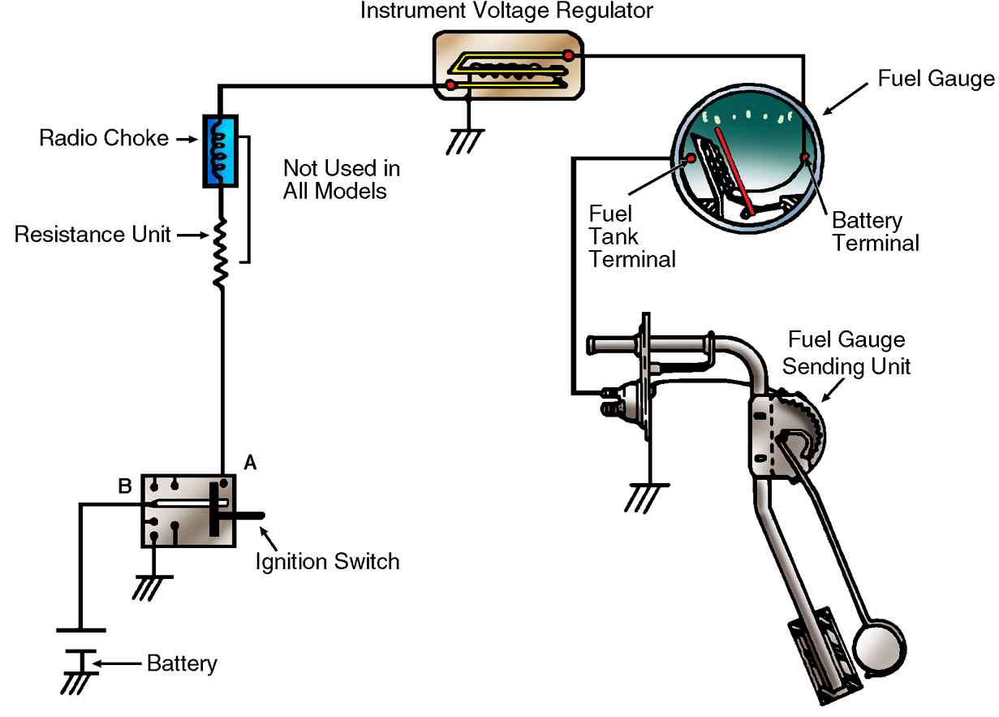 Instrument Voltage Regulator
Fuel Gauge
Radio Choke
Not Used in
All Models
Resistance Unit
Fuel
Tank
Terminal
Battery
Terminal
Fuel Gauge
Sending Unit
A
B
Ignition Switch
Battery